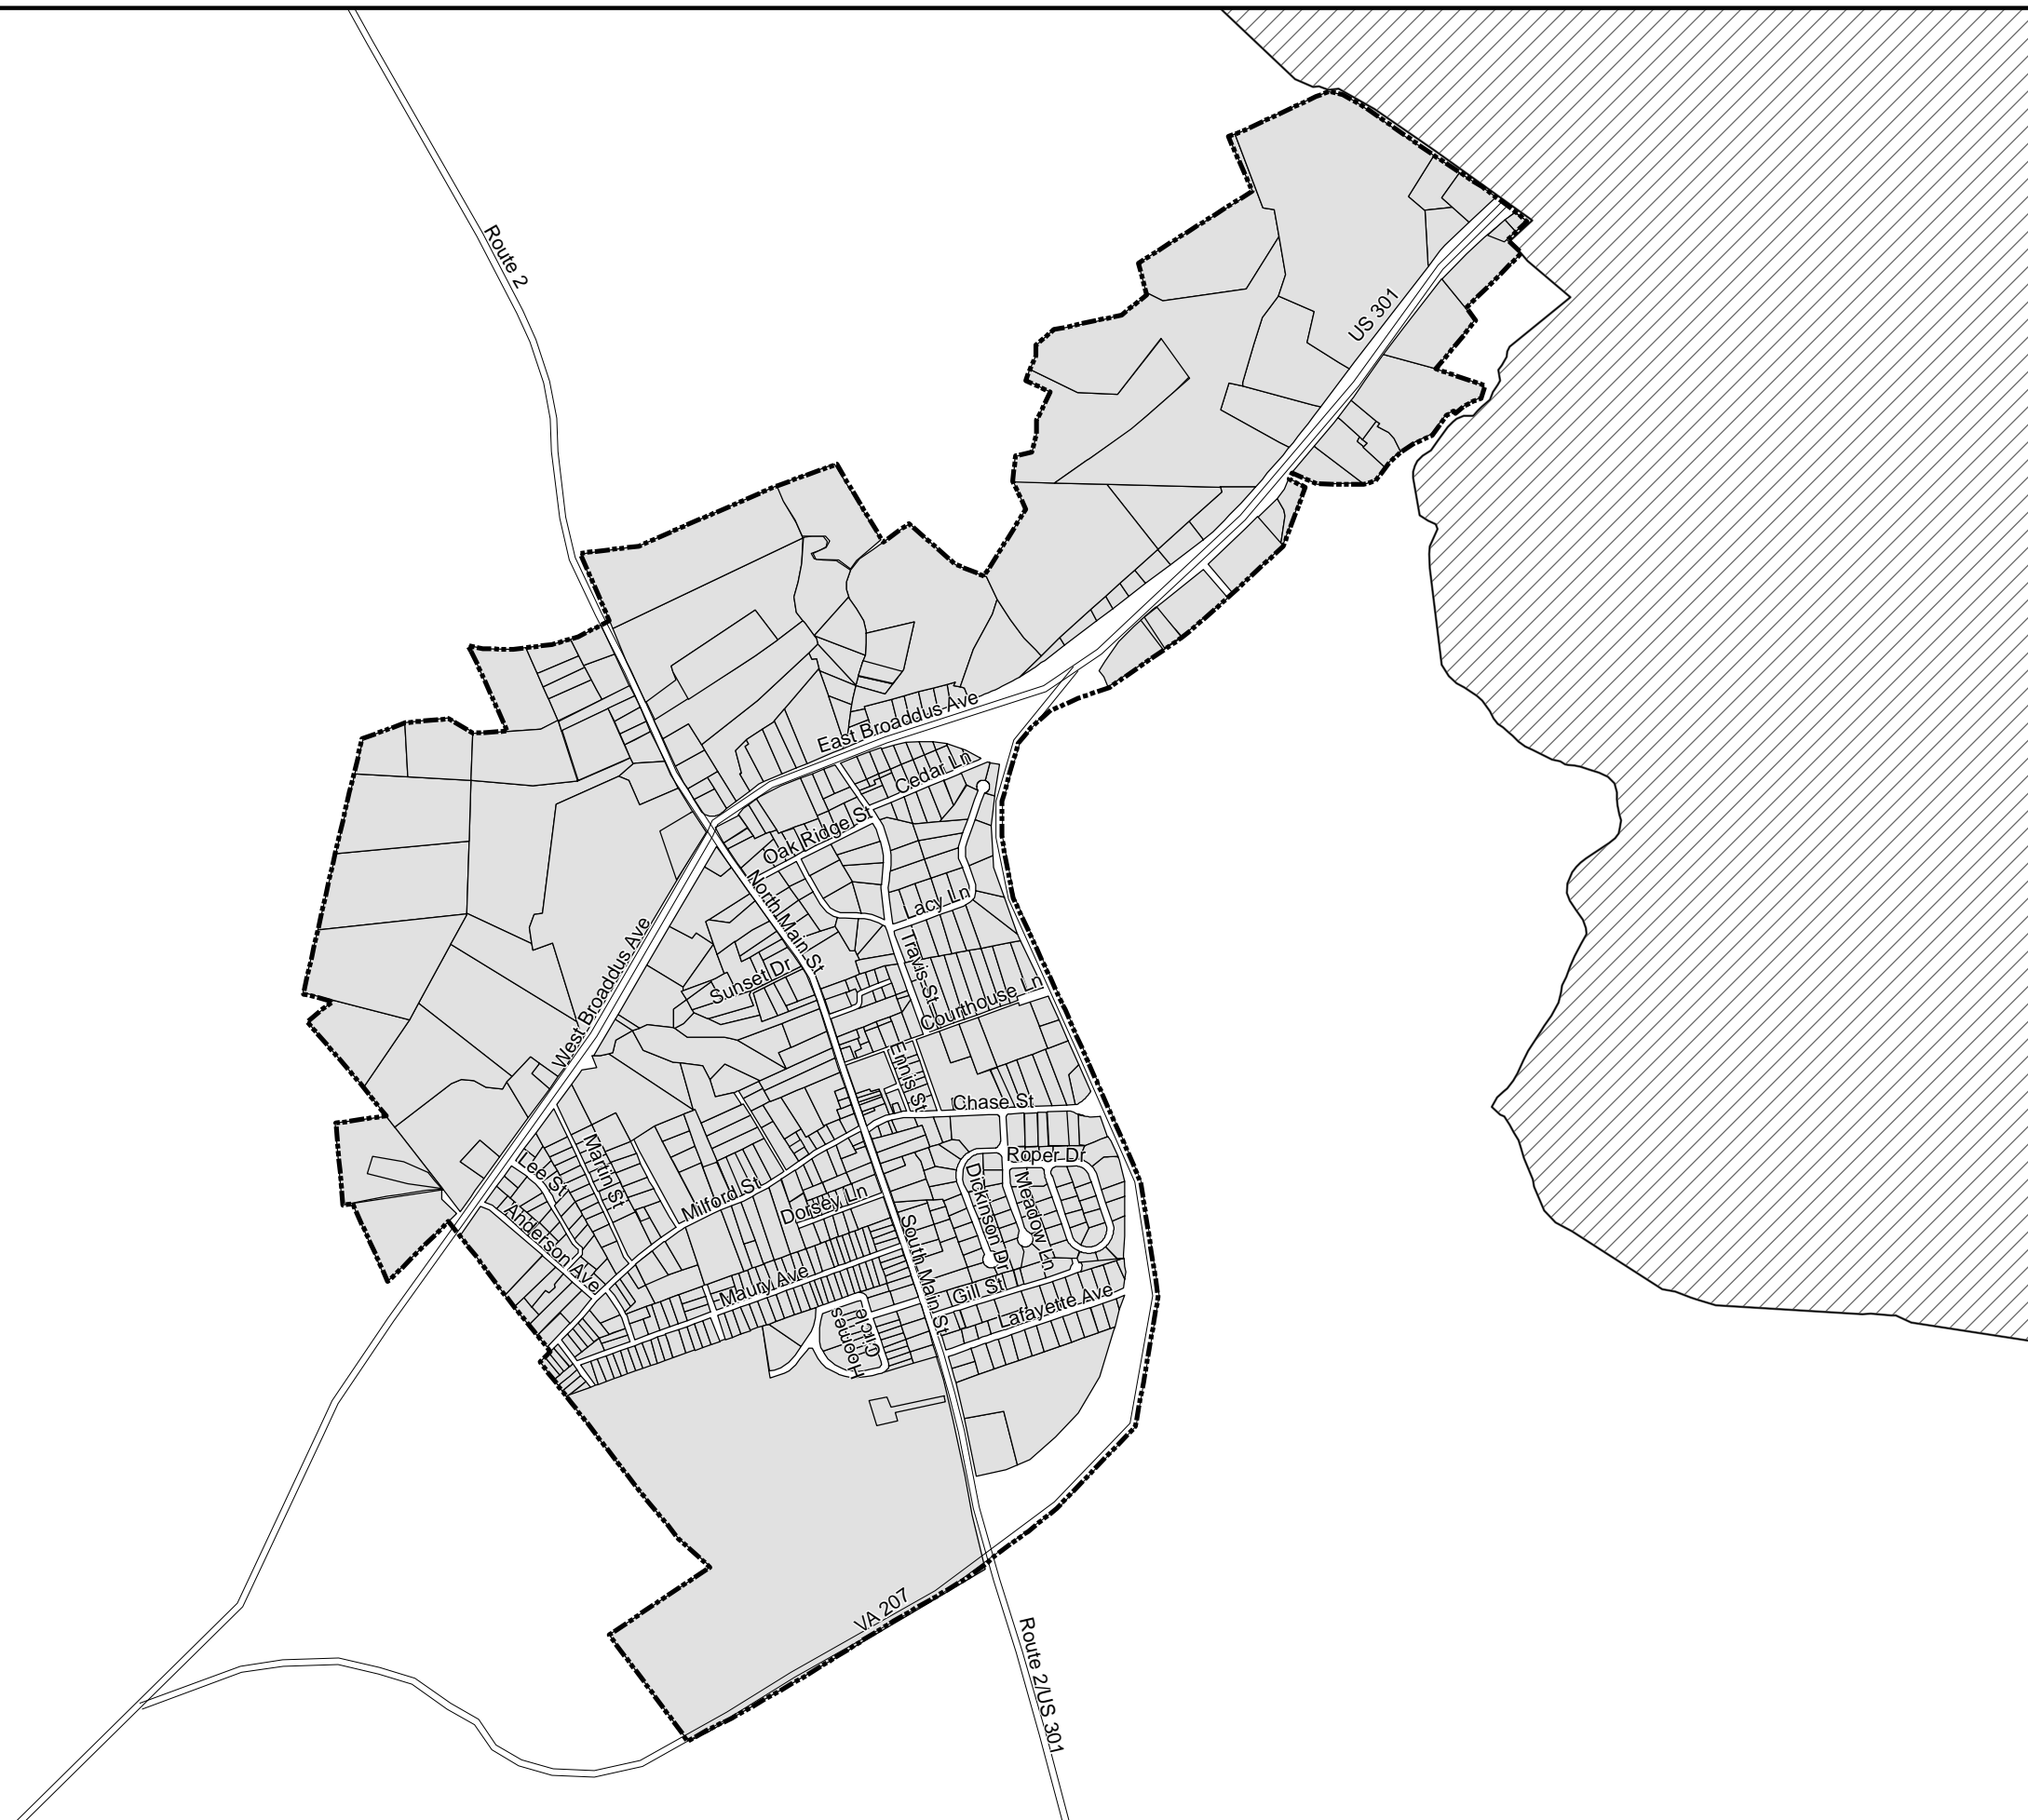 Route 2
US 301
East Broaddus Ave
Cedar Ln
Oak Ridge St
North Main St
Lacy Ln
West Broaddus Ave
Travis St
Sunset Dr
Courthouse Ln
Ennis St
Chase St
Martin St
Lee St
Roper Dr
Milford St
Dorsey Ln
Dickinson Dr
Meadow Ln
Anderson Ave
South Main St
Maury Ave
Gill St
Lafayette Ave
Hoomes
Circle
VA 207
Route 2/US 301